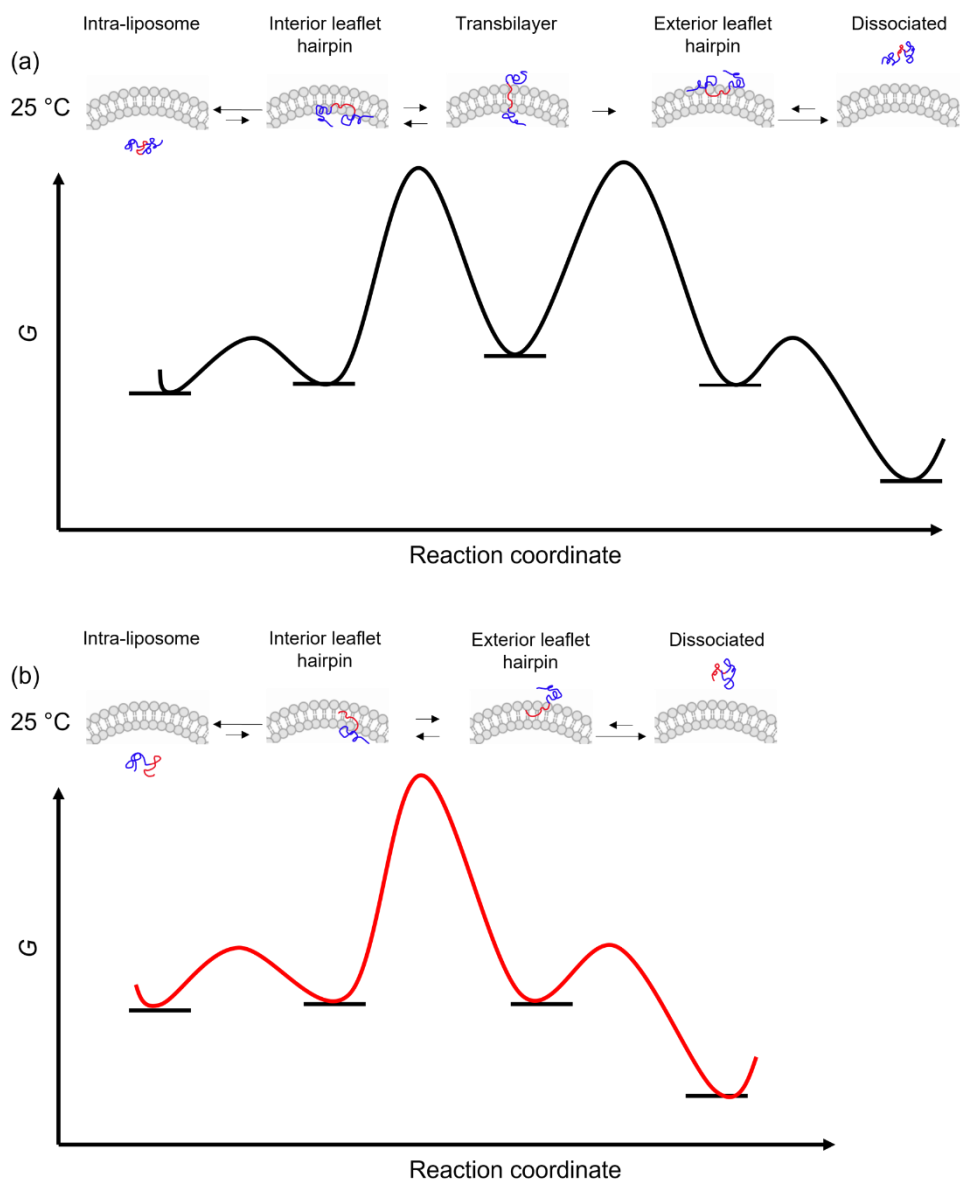 Intra-liposome
Interior leaflet
hairpin
Transbilayer
Exterior leaflet
hairpin
Dissociated
(a)
25 °C
G
Reaction coordinate
Intra-liposome
Interior leaflet
hairpin
Exterior leaflet
hairpin
Dissociated
(b)
25 °C
G
Reaction coordinate